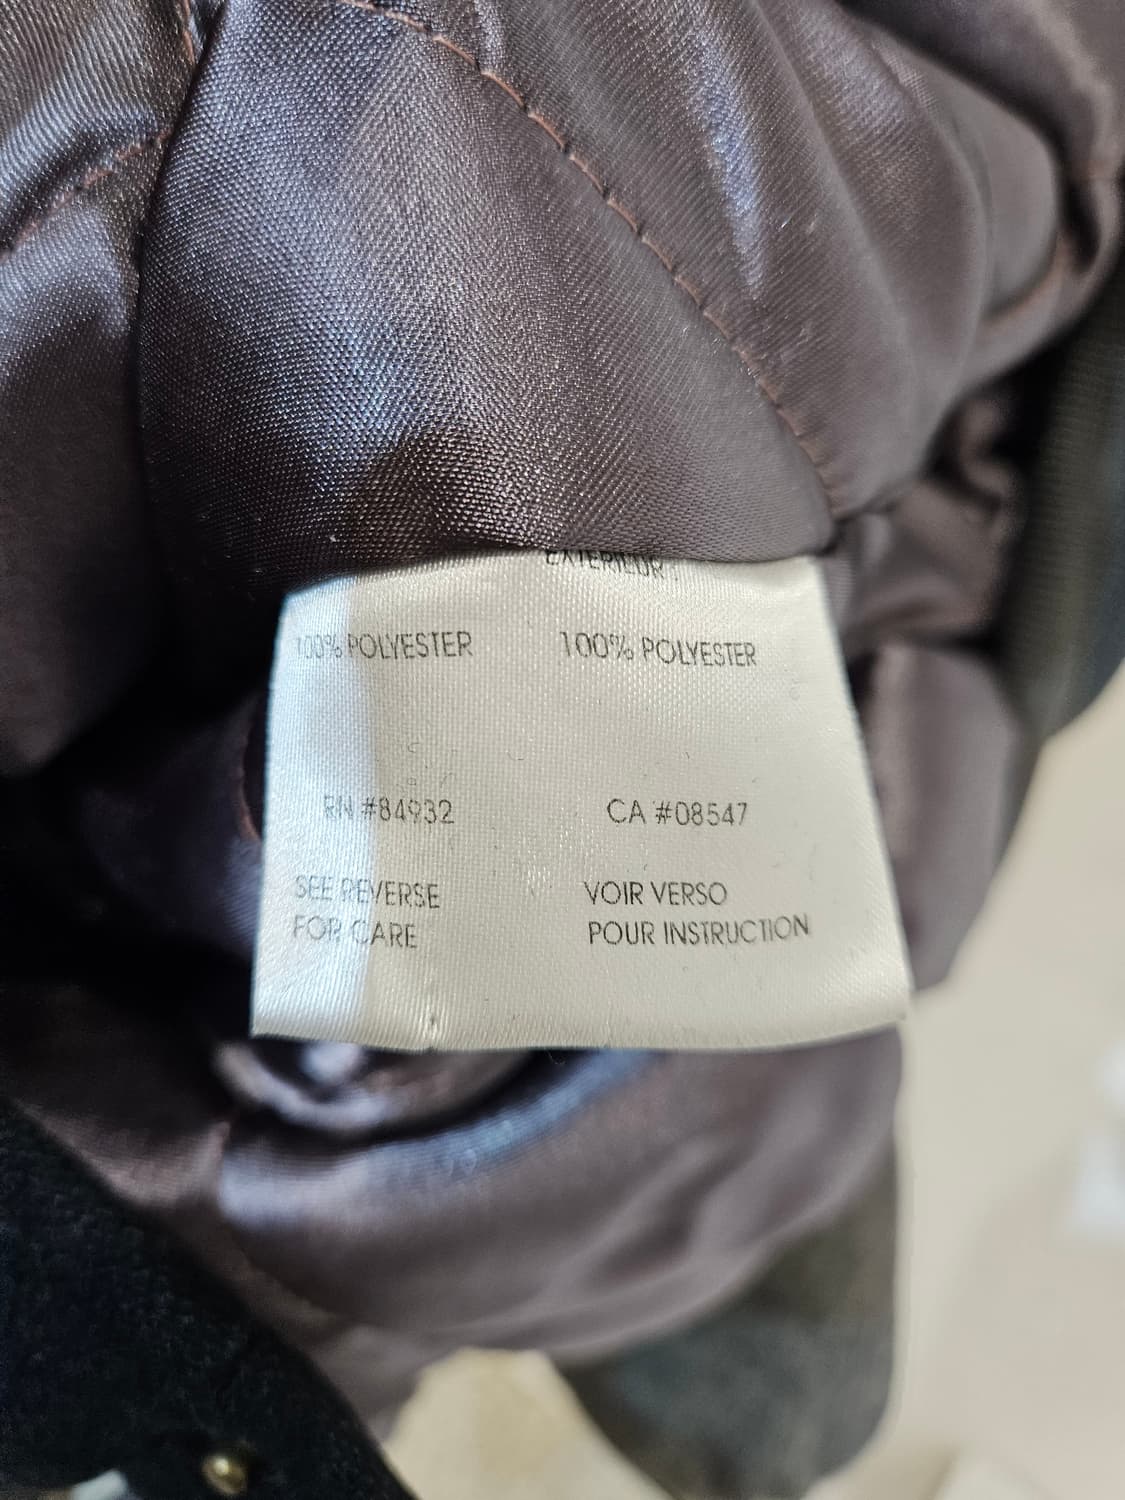 EXTERIEUR :
100% POLYESTER 100% POLYESTER
RN #84932 CA #08547
SEE REVERSE VOIR VERSO
FOR CARE POUR INSTRUCTION